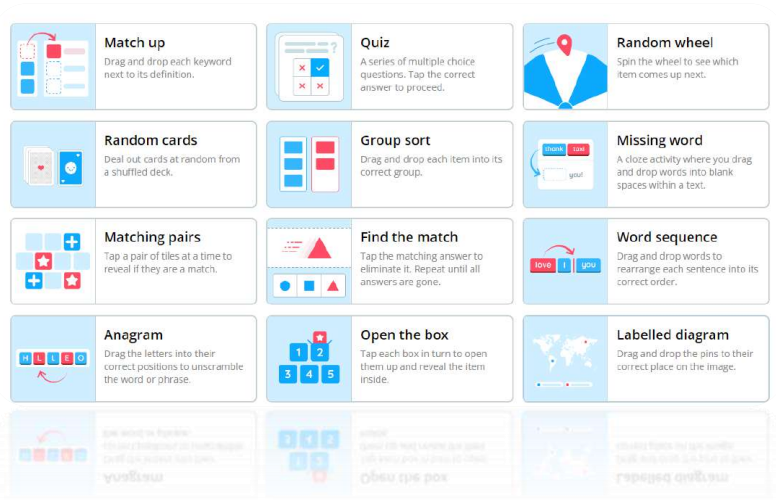 Match up
Drag and drop each keyword
next to its definition.
Quiz
A series of multiple choice
questions. Tap the correct
answer to proceed.
Random wheel
Spin the wheel to see which
item comes up next.
Random cards
Deal out cards at random from
a shuffled deck.
Group sort
Drag and drop each item into its
correct group.
Missing word
A cloze activity where you drag
and drop words into blank
spaces within a text.
thank taxi
you!
Matching pairs
Tap a pair of tiles at a time to
reveal if they are a match.
Find the match
Tap the matching answer to
eliminate it. Repeat until all
answers are gone.
Word sequence
Drag and drop words to
rearrange each sentence into its
correct order.
love I you
Anagram
Drag the letters into their
correct positions to unscramble
the word or phrase.
H L L E O
Open the box
Tap each box in turn to open
them up and reveal the item
inside.
1 2
3 4 5
Labelled diagram
Drag and drop the pins to their
correct place on the image.
Anagram
Open the box
Labelled diagram